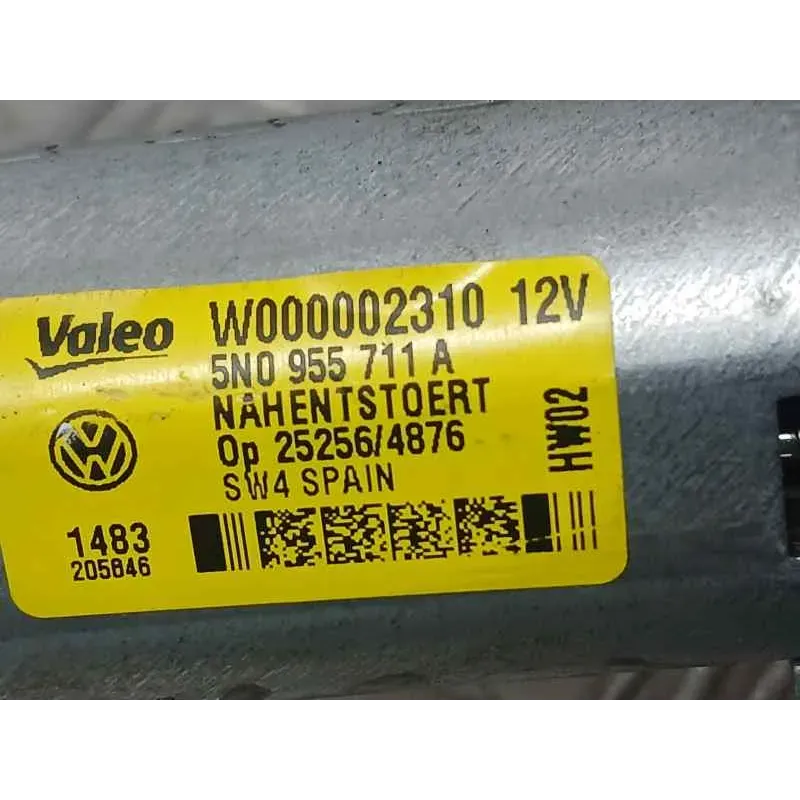 Valeo
W000002310 12V
5N0 955 711 A
NAHENTSTOERT
Op 25256/4876
SW4 SPAIN
HW02
1483
205846